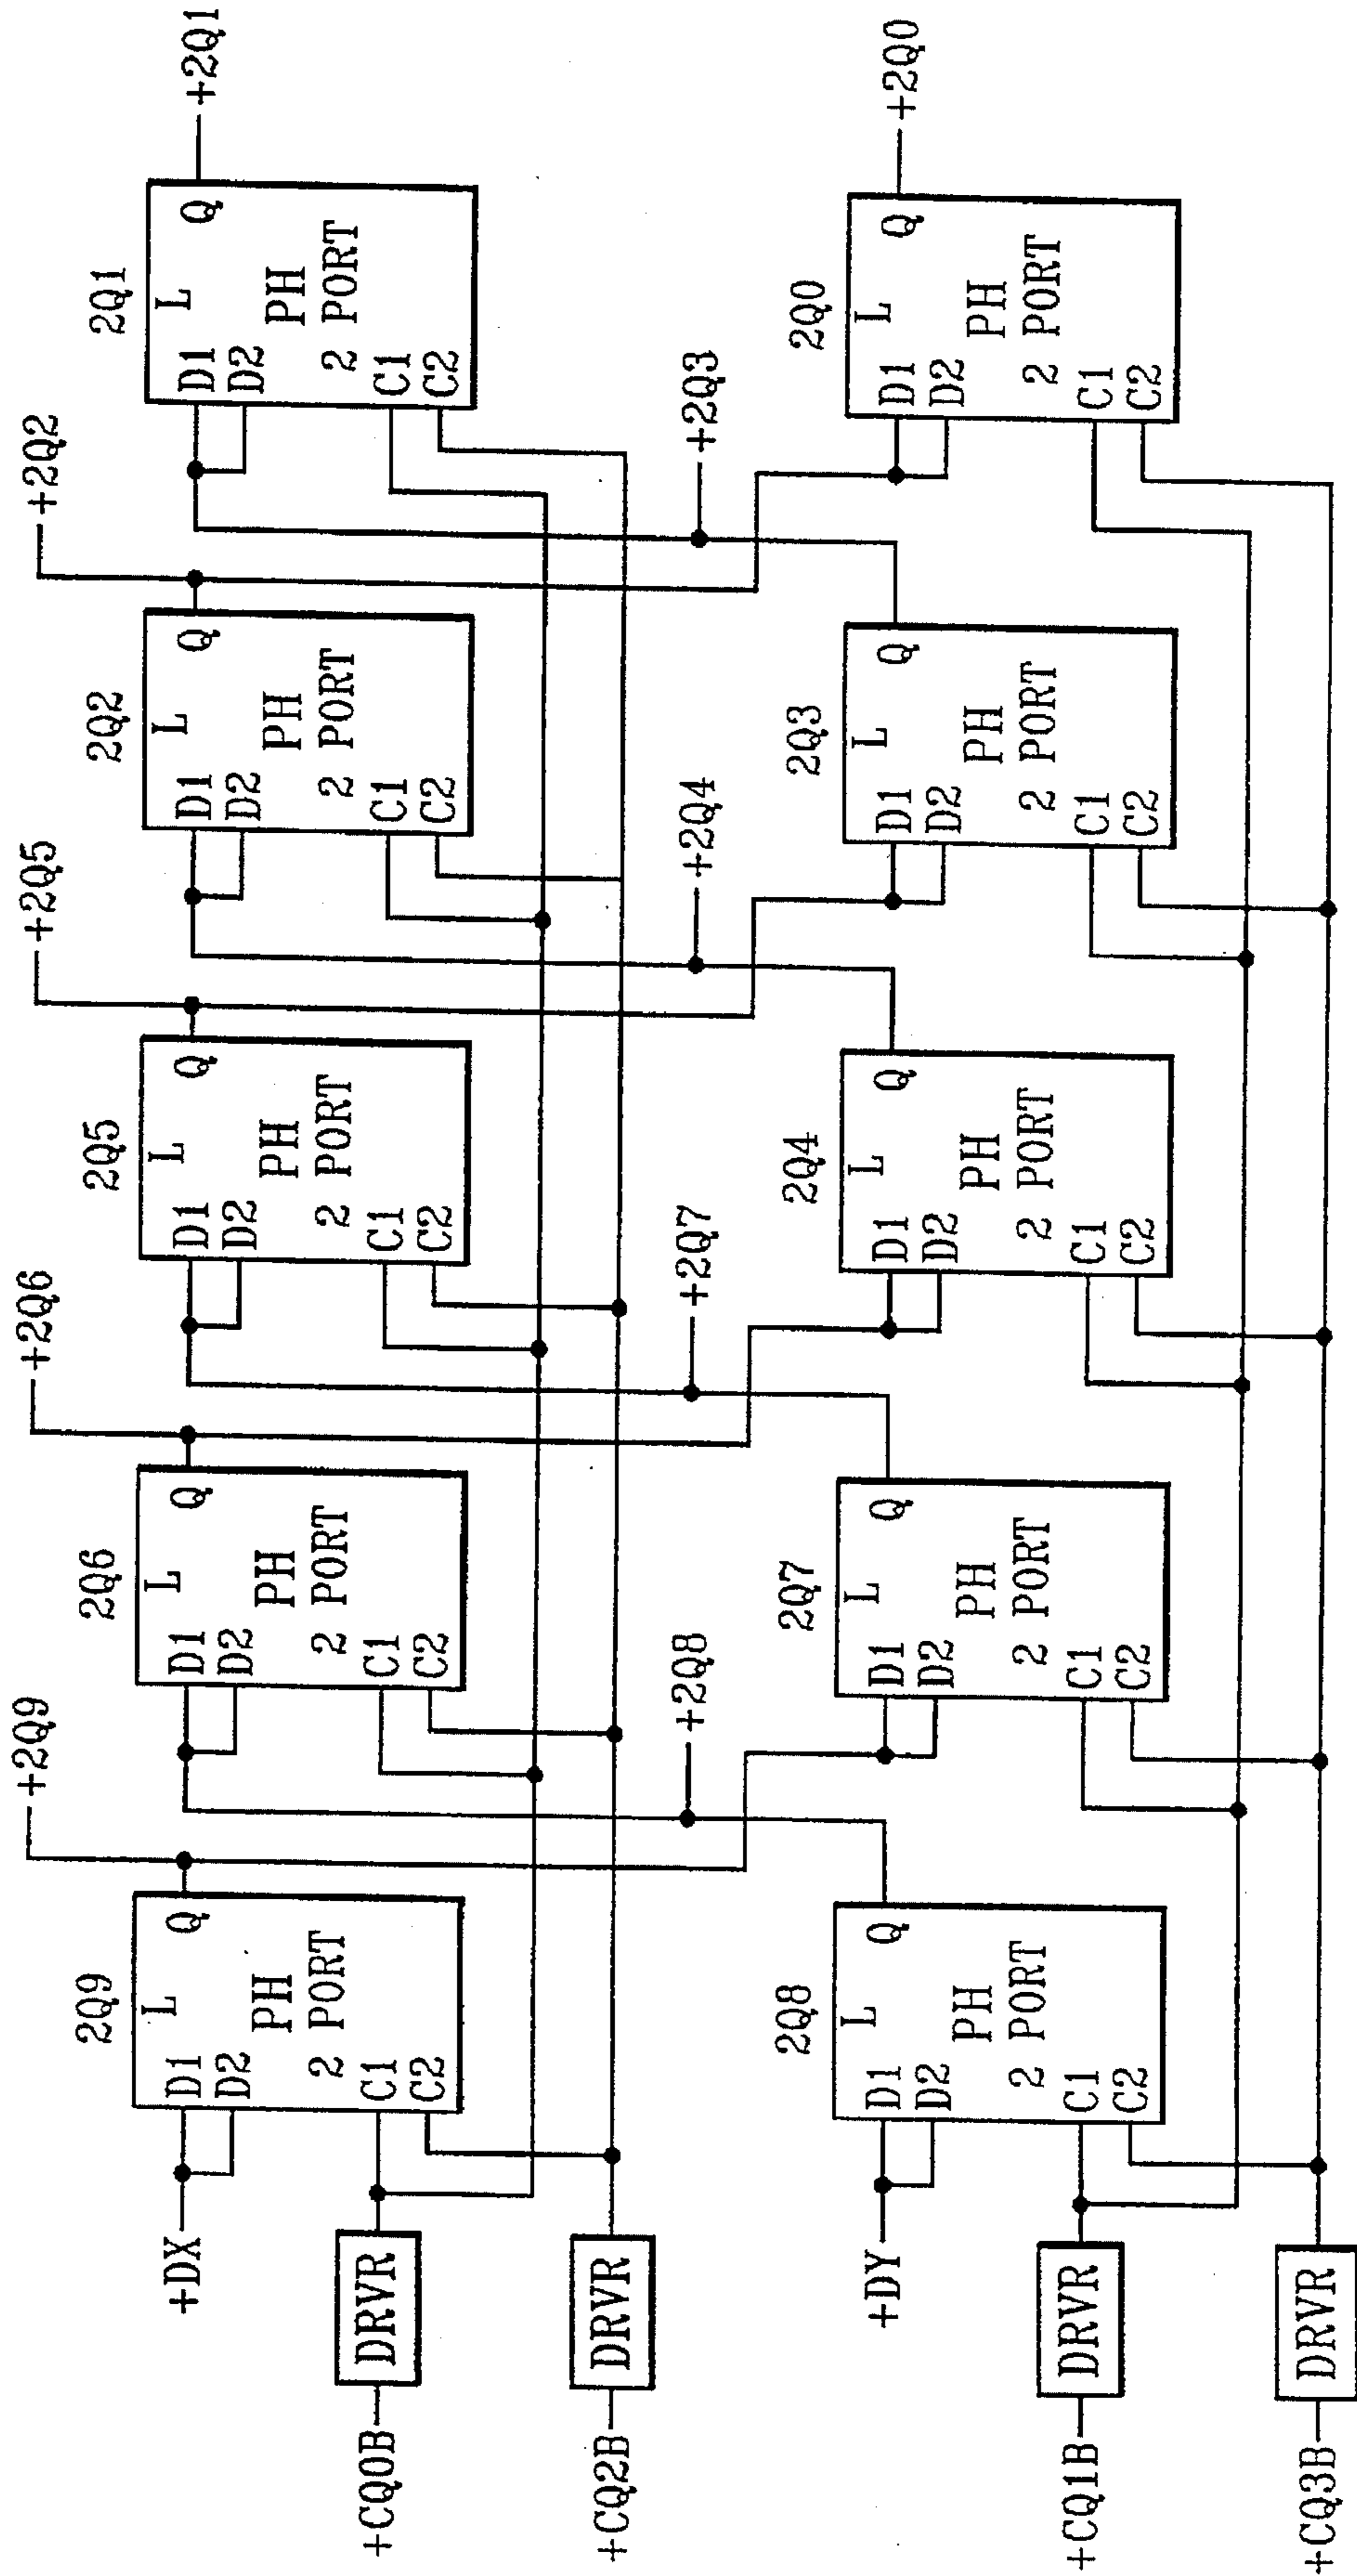 +2Q9
+2Q6
+2Q5
+2Q2
2Q9
L
D1
D2
Q
PH
2 PORT
C1
C2
2Q6
L
D1
D2
Q
PH
2 PORT
C1
C2
2Q5
L
D1
D2
Q
PH
2 PORT
C1
C2
2Q2
L
D1
D2
Q
PH
2 PORT
C1
C2
2Q1
L
D1
D2
Q
PH
2 PORT
C1
C2
+2Q1
+DX
+CQ0B
DRVR
+CQ2B
DRVR
+2Q8
+2Q7
+2Q4
+2Q3
2Q8
L
D1
D2
Q
PH
2 PORT
C1
C2
2Q7
L
D1
D2
Q
PH
2 PORT
C1
C2
2Q4
L
D1
D2
Q
PH
2 PORT
C1
C2
2Q3
L
D1
D2
Q
PH
2 PORT
C1
C2
2Q0
L
D1
D2
Q
PH
2 PORT
C1
C2
+2Q0
+DY
+CQ1B
DRVR
+CQ3B
DRVR